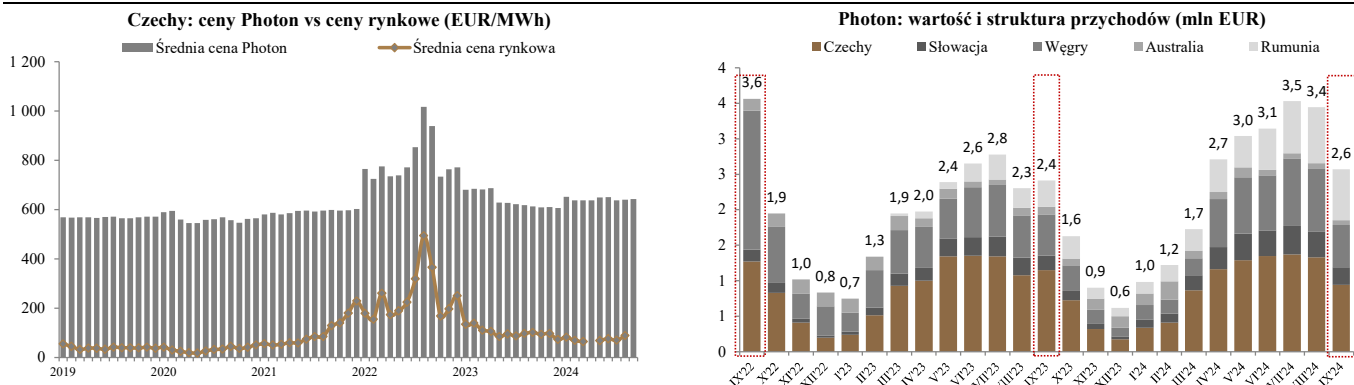 Czechy: ceny Photon vs ceny rynkowe (EUR/MWh)
Średnia cena Photon
Średnia cena rynkowa
1 200
1 000
800
600
400
200
0
2019 2020 2021 2022 2023 2024
Photon: wartość i struktura przychodów (mln EUR)
Czechy Słowacja Węgry Australia Rumunia
4
4
3
3
2
2
1
1
0
3,6 1,9 1,0 0,8 0,7 1,3 1,9 2,0 2,4 2,6 2,8 2,3 2,4 1,6 0,9 0,6 1,0 1,2 1,7 2,7 3,0 3,1 3,5 3,4 2,6
IX'22 X'22 XI'22 XII'22 I'23 II'23 III'23 IV'23 V'23 VI'23 VII'23 VIII'23 IX'23 X'23 XI'23 XII'23 I'24 II'24 III'24 IV'24 V'24 VI'24 VII'24 VIII'24 IX'24